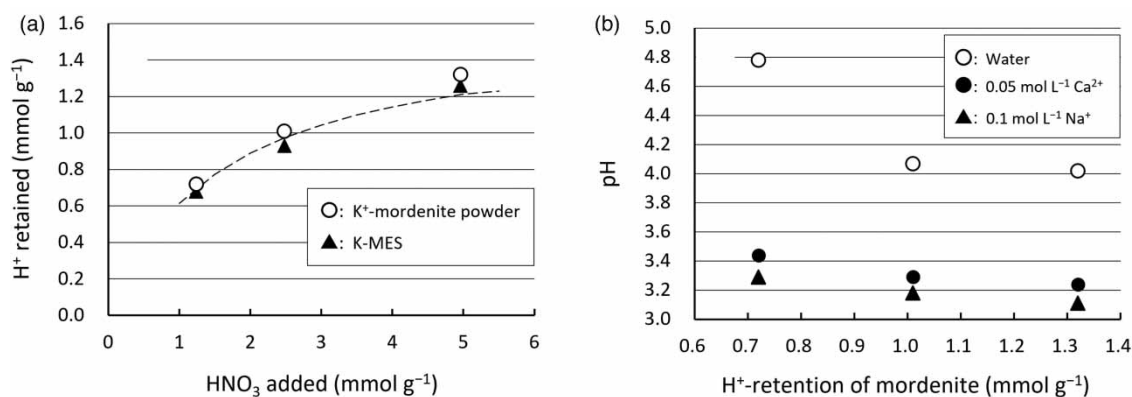 (a)
1.6
1.4
1.2
1.0
0.8
0.6
0.4
0.2
0.0
H⁺ retained (mmol g⁻¹)
○: K⁺-mordenite powder
▲: K-MES
0 1 2 3 4 5 6
HNO₃ added (mmol g⁻¹)
(b)
5.0
4.8
4.6
4.4
4.2
4.0
3.8
3.6
3.4
3.2
3.0
pH
○: Water
●: 0.05 mol L⁻¹ Ca²⁺
▲: 0.1 mol L⁻¹ Na⁺
0.6 0.7 0.8 0.9 1.0 1.1 1.2 1.3 1.4
H⁺-retention of mordenite (mmol g⁻¹)